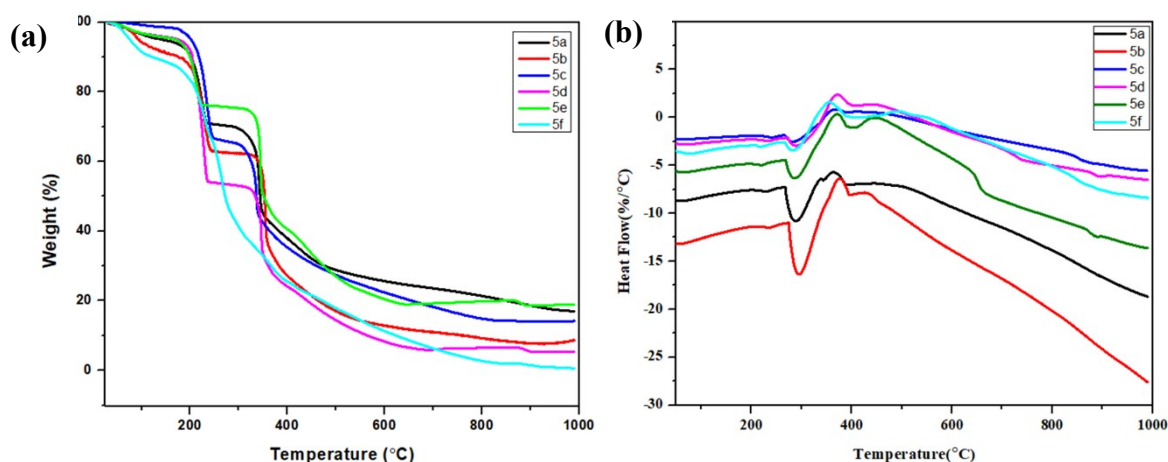 (a)
00
80
60
40
20
0
200
400
600
800
1000
Weight (%)
Temperature (°C)
5a
5b
5c
5d
5e
5f
(b)
5
0
-5
-10
-15
-20
-25
-30
200
400
600
800
1000
Heat Flow(%/°C)
Temperature(°C)
5a
5b
5c
5d
5e
5f